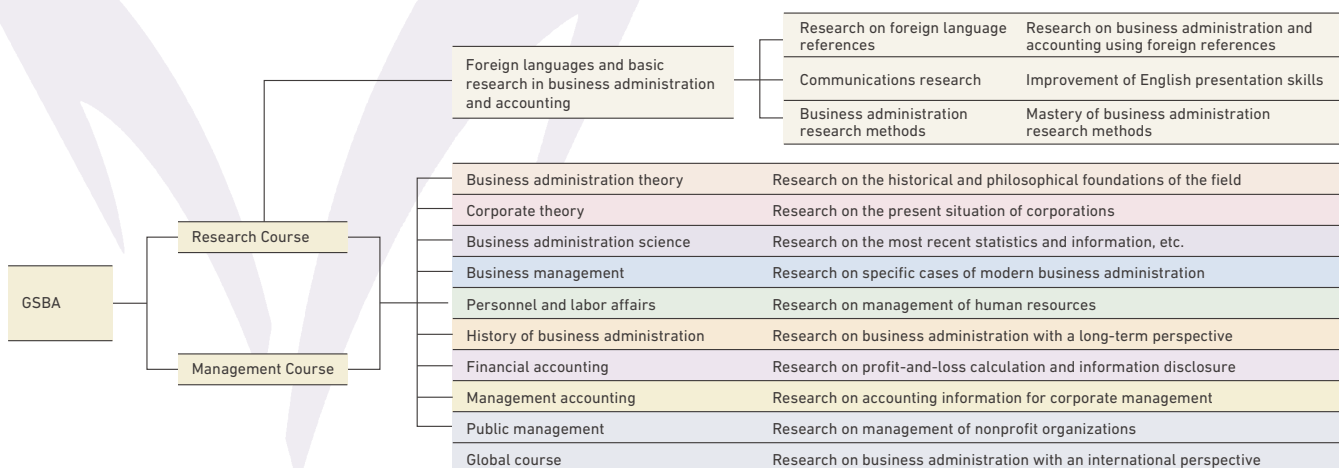 Research on foreign language
references
Research on business administration and
accounting using foreign references
Foreign languages and basic
research in business administration
and accounting
Communications research
Improvement of English presentation skills
Business administration
research methods
Mastery of business administration
research methods
Business administration theory
Research on the historical and philosophical foundations of the field
Corporate theory
Research on the present situation of corporations
Research Course
Business administration science
Research on the most recent statistics and information, etc.
Business management
Research on specific cases of modern business administration
GSBA
Personnel and labor affairs
Research on management of human resources
History of business administration
Research on business administration with a long-term perspective
Management Course
Financial accounting
Research on profit-and-loss calculation and information disclosure
Management accounting
Research on accounting information for corporate management
Public management
Research on management of nonprofit organizations
Global course
Research on business administration with an international perspective